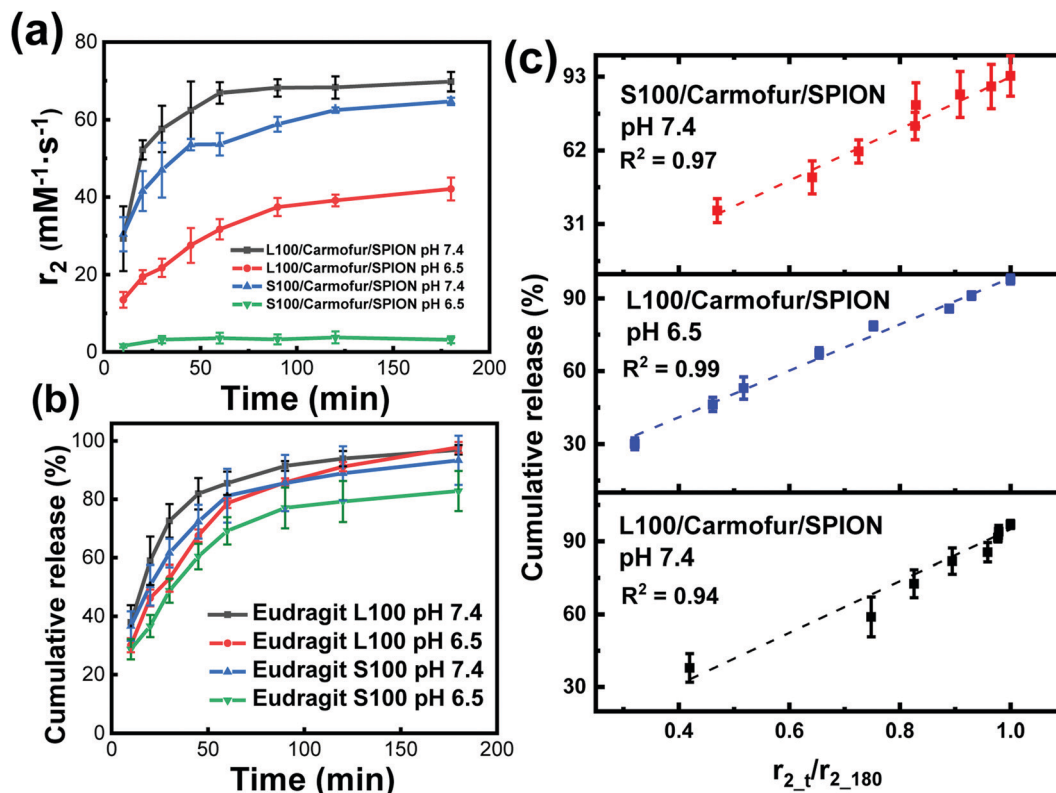 (a)
r₂ (mM⁻¹·s⁻¹)
80
60
40
20
0
L100/Carmofur/SPION pH 7.4
L100/Carmofur/SPION pH 6.5
S100/Carmofur/SPION pH 7.4
S100/Carmofur/SPION pH 6.5
0 50 100 150 200
Time (min)
(b)
Cumulative release (%)
100
80
60
40
20
0
Eudragit L100 pH 7.4
Eudragit L100 pH 6.5
Eudragit S100 pH 7.4
Eudragit S100 pH 6.5
0 50 100 150 200
Time (min)
(c)
Cumulative release (%)
93
62
31
S100/Carmofur/SPION
pH 7.4
R² = 0.97
90
60
30
L100/Carmofur/SPION
pH 6.5
R² = 0.99
90
60
30
L100/Carmofur/SPION
pH 7.4
R² = 0.94
0.4 0.6 0.8 1.0
r₂_t/r₂_180